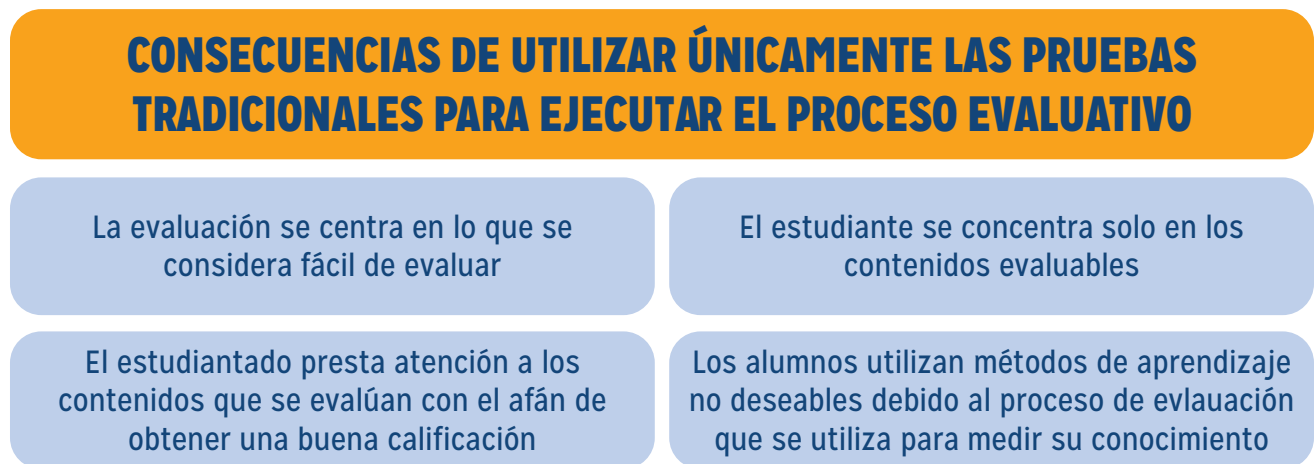 CONSECUENCIAS DE UTILIZAR ÚNICAMENTE LAS PRUEBAS
TRADICIONALES PARA EJECUTAR EL PROCESO EVALUATIVO
La evaluación se centra en lo que se
considera fácil de evaluar
El estudiante se concentra solo en los
contenidos evaluables
El estudiantado presta atención a los
contenidos que se evalúan con el afán de
obtener una buena calificación
Los alumnos utilizan métodos de aprendizaje
no deseables debido al proceso de evlauación
que se utiliza para medir su conocimiento